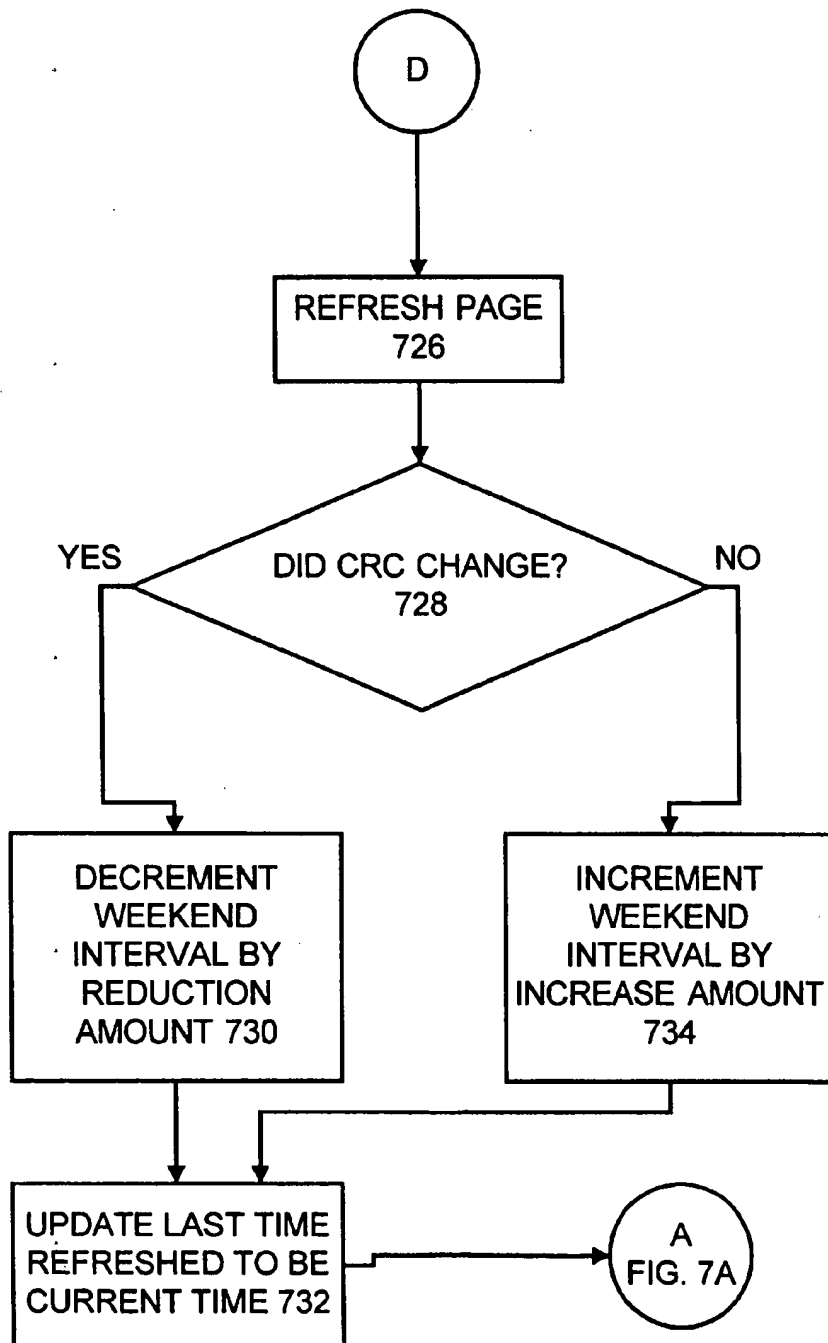 D
REFRESH PAGE
726
DID CRC CHANGE?
728
YES
NO
DECREMENT
WEEKEND
INTERVAL BY
REDUCTION
AMOUNT 730
INCREMENT
WEEKEND
INTERVAL BY
INCREASE AMOUNT
734
UPDATE LAST TIME
REFRESHED TO BE
CURRENT TIME 732
A
FIG. 7A